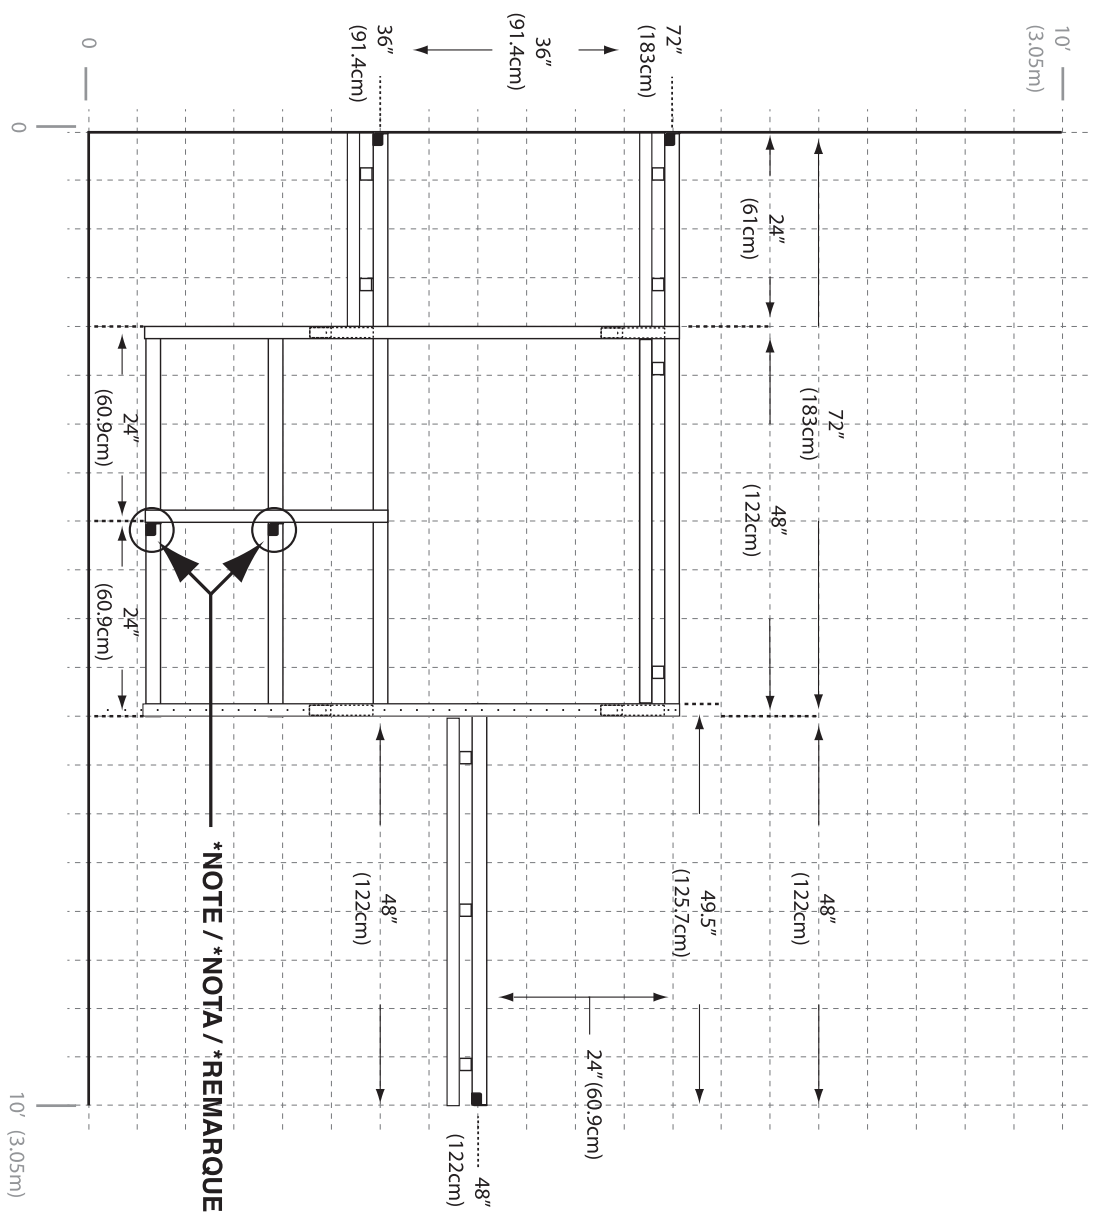 10’
(3.05m)
72”
(183cm)
48”
(122cm)
24”
(61cm)
48”
(122cm)
49.5”
(125.7cm)
72”
(183cm)
24” (60.9cm)
36”
(91.4cm)
48”
(122cm)
36”
(91.4cm)
48”
(122cm)
*NOTE / *NOTA / *REMARQUE
24”
(60.9cm)
24”
(60.9cm)
0
0
10’ (3.05m)